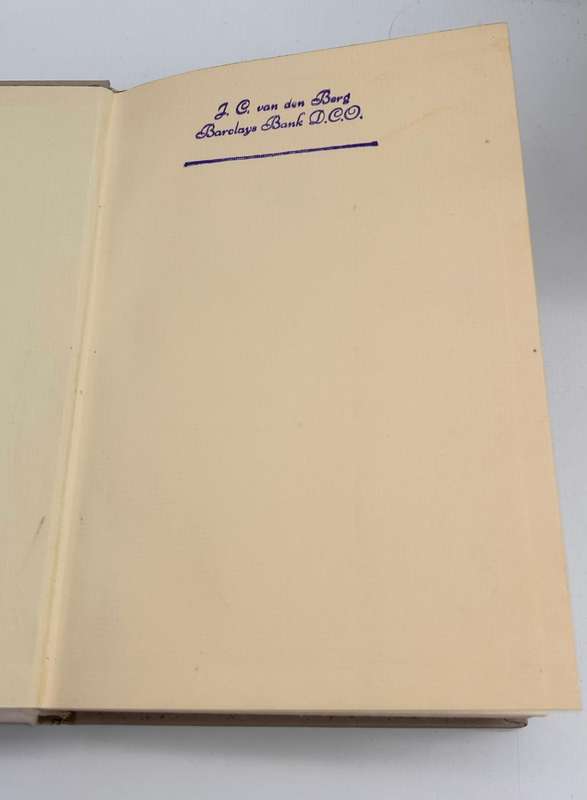 J. C. van den Berg
Barclays Bank D.C.O.